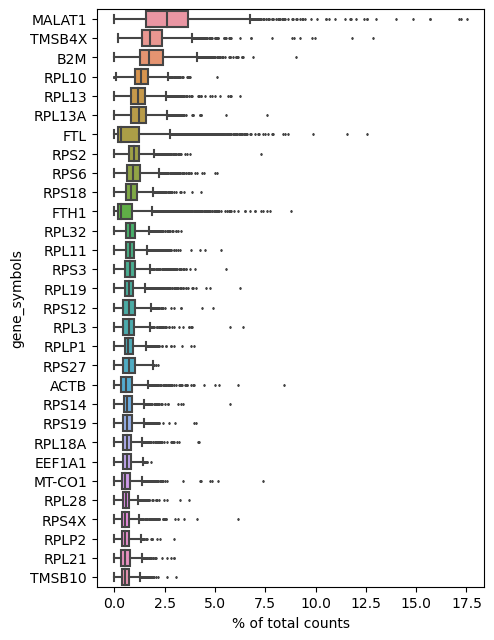 gene_symbols
MALAT1
TMSB4X
B2M
RPL10
RPL13
RPL13A
FTL
RPS2
RPS6
RPS18
FTH1
RPL32
RPL11
RPS3
RPL19
RPS12
RPL3
RPLP1
RPS27
ACTB
RPS14
RPS19
RPL18A
EEF1A1
MT-CO1
RPL28
RPS4X
RPLP2
RPL21
TMSB10
0.0 2.5 5.0 7.5 10.0 12.5 15.0 17.5
% of total counts